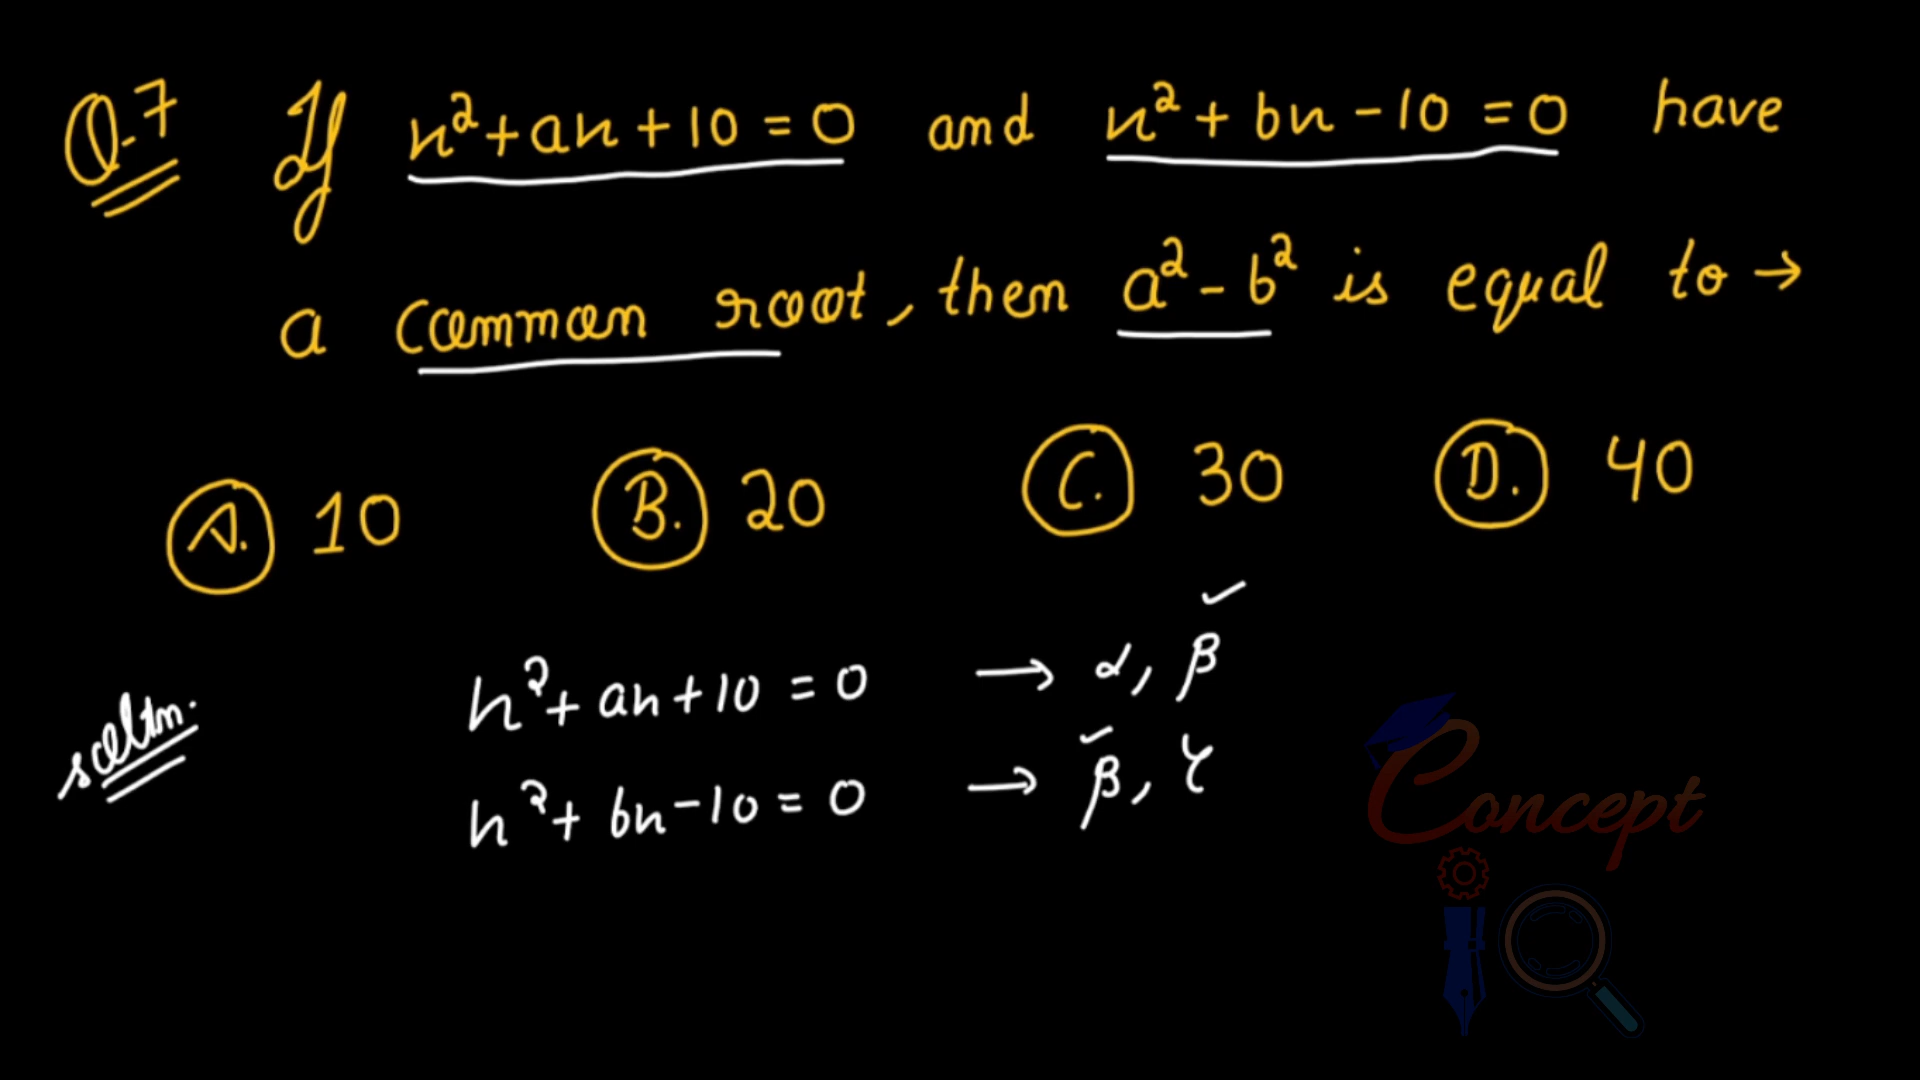 Q.7 If x²+ax+10=0 and x²+bx-10=0 have
a common root, then a²-b² is equal to →
A. 10 B. 20 C. 30 D. 40
soltn. x²+ax+10=0 → α, β
x²+bx-10=0 → β, γ
Concept